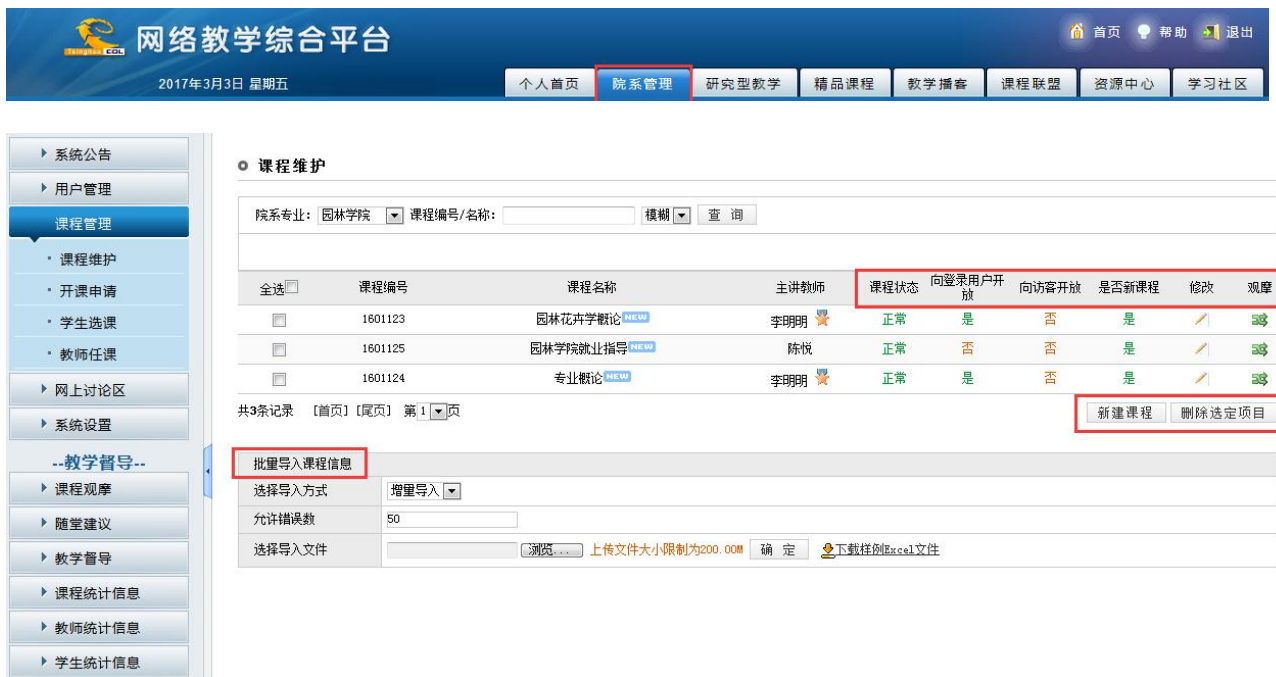 网络教学综合平台
首页 帮助 退出
2017年3月3日 星期五
个人首页 院系管理 研究型教学 精品课程 教学播客 课程联盟 资源中心 学习社区
系统公告
用户管理
课程管理
课程维护
开课申请
学生选课
教师任课
网上讨论区
系统设置
--教学督导--
课程观摩
随堂建议
教学督导
课程统计信息
教师统计信息
学生统计信息
课程维护
院系专业: 园林学院 课程编号/名称: 模糊 查 询
全选 课程编号 课程名称 主讲教师 课程状态 向登录用户开放 向访客开放 是否新课程 修改 观摩
1601123 园林花卉学概论 NEW 李明明 正常 是 否 是
1601125 园林学院就业指导 NEW 陈悦 正常 否 否 是
1601124 专业概论 NEW 李明明 正常 是 否 是
共3条记录 [首页] [尾页] 第 1 页 新建课程 删除选定项目
批量导入课程信息
选择导入方式 增量导入
允许错误数 50
选择导入文件 浏览... 上传文件大小限制为200.00M 确 定 下载样例Excel文件